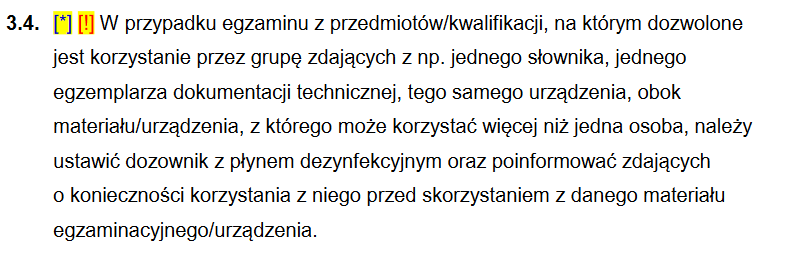 3.4. [*] [!] W przypadku egzaminu z przedmiotów/kwalifikacji, na którym dozwolone
jest korzystanie przez grupę zdających z np. jednego słownika, jednego
egzemplarza dokumentacji technicznej, tego samego urządzenia, obok
materiału/urządzenia, z którego może korzystać więcej niż jedna osoba, należy
ustawić dozownik z płynem dezynfekcyjnym oraz poinformować zdających
o konieczności korzystania z niego przed skorzystaniem z danego materiału
egzaminacyjnego/urządzenia.